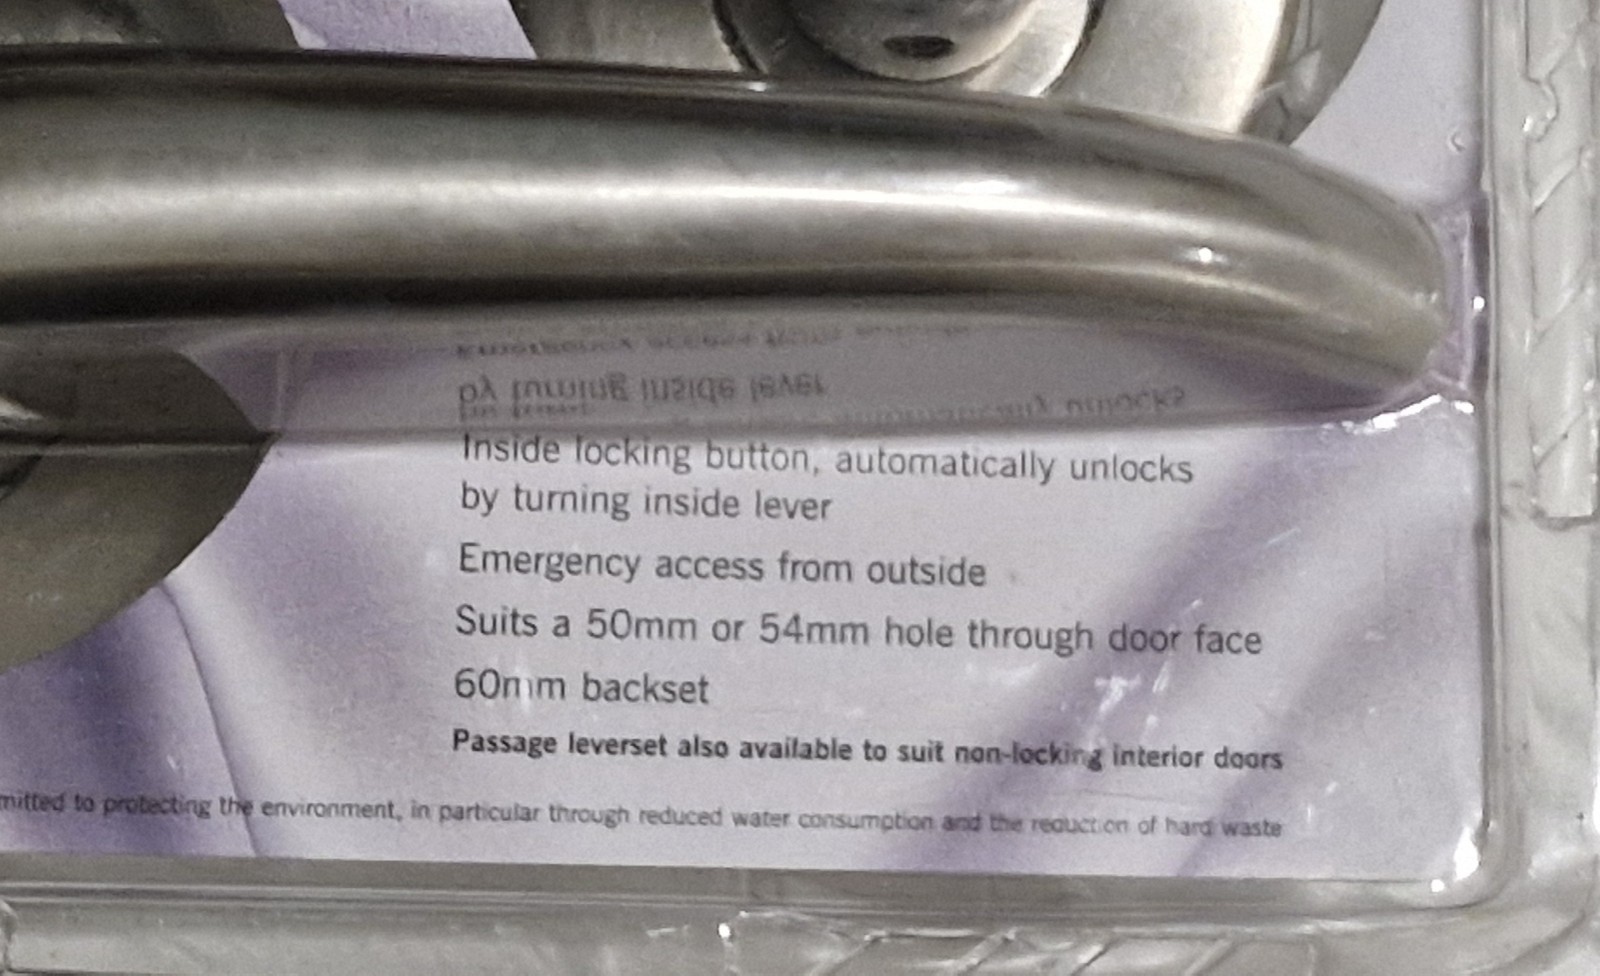 Inside locking button, automatically unlocks
by turning inside lever
Emergency access from outside
Suits a 50mm or 54mm hole through door face
60mm backset
Passage leverset also available to suit non-locking interior doors
mitted to protecting the environment, in particular through reduced water consumption and the reduction of hard waste